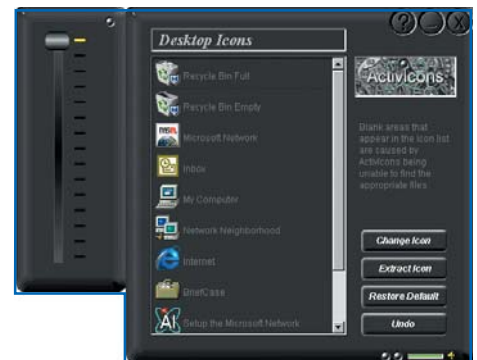 Desktop Icons
Recycle Bin Full
Recycle Bin Empty
Microsoft Network
Inbox
My Computer
Network Neighborhood
Internet
BriefCase
Setup the Microsoft Network
? _ X
ActivIcons
Blank areas that
appear in the icon list
are caused by
ActivIcons being
unable to find the
appropriate files.
Change Icon
Extract Icon
Restore Default
Undo